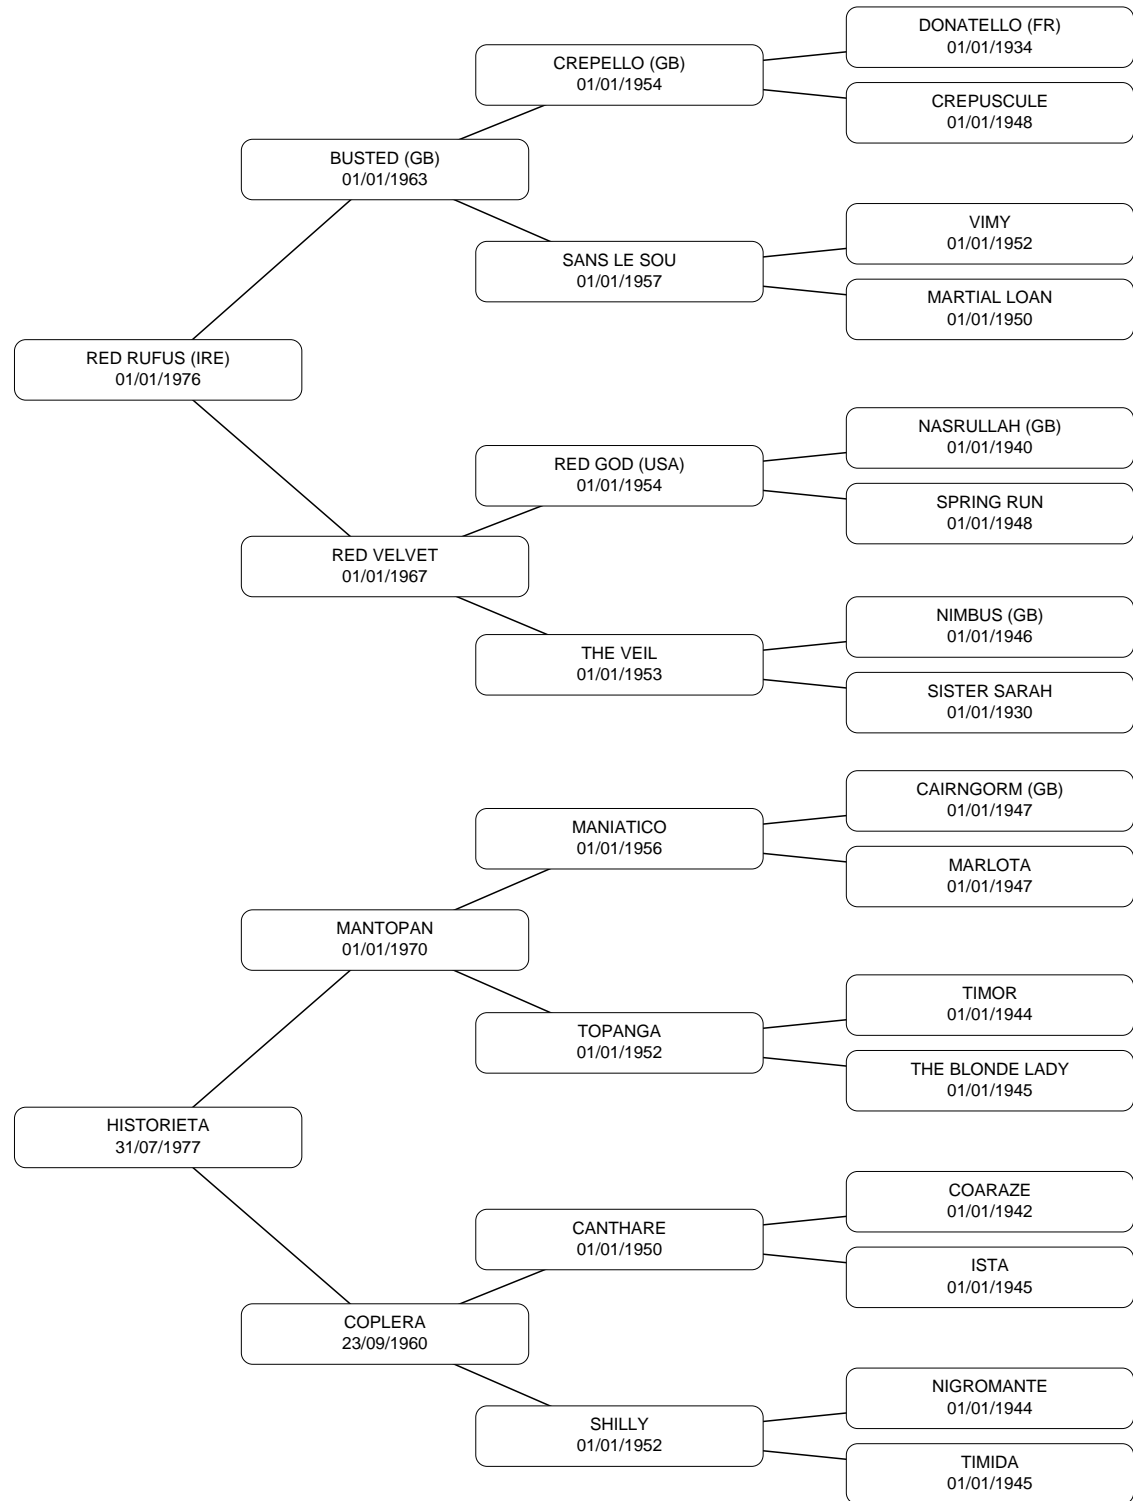 DONATELLO (FR)
01/01/1934
CREPELLO (GB)
01/01/1954
CREPUSCULE
01/01/1948
BUSTED (GB)
01/01/1963
VIMY
01/01/1952
SANS LE SOU
01/01/1957
MARTIAL LOAN
01/01/1950
RED RUFUS (IRE)
01/01/1976
NASRULLAH (GB)
01/01/1940
RED GOD (USA)
01/01/1954
SPRING RUN
01/01/1948
RED VELVET
01/01/1967
NIMBUS (GB)
01/01/1946
THE VEIL
01/01/1953
SISTER SARAH
01/01/1930
CAIRNGORM (GB)
01/01/1947
MANIATICO
01/01/1956
MARLOTA
01/01/1947
MANTOPAN
01/01/1970
TIMOR
01/01/1944
TOPANGA
01/01/1952
THE BLONDE LADY
01/01/1945
HISTORIETA
31/07/1977
COARAZE
01/01/1942
CANTHARE
01/01/1950
ISTA
01/01/1945
COPLERA
23/09/1960
NIGROMANTE
01/01/1944
SHILLY
01/01/1952
TIMIDA
01/01/1945